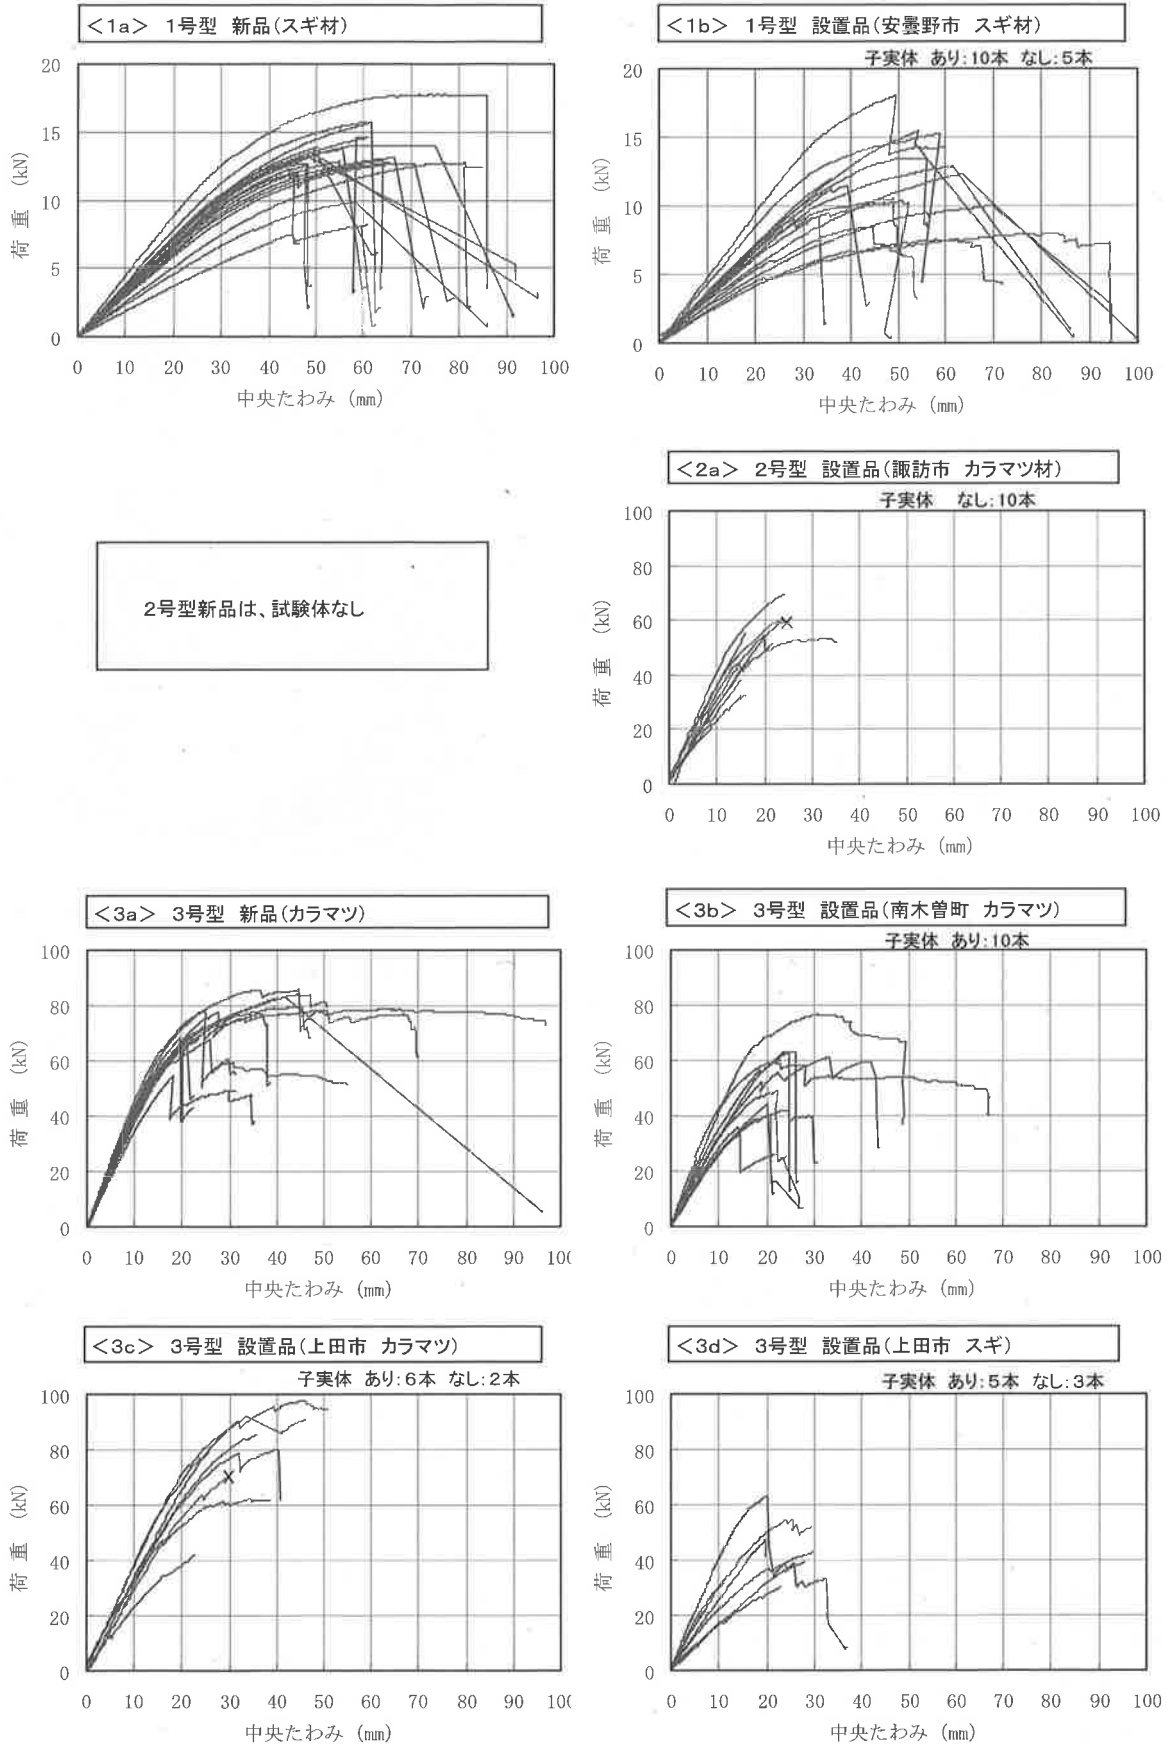 ＜1a＞ 1号型 新品(スギ材)
20
15
10
5
0
荷 重 (kN)
0 10 20 30 40 50 60 70 80 90 100
中央たわみ (mm)
＜1b＞ 1号型 設置品(安曇野市 スギ材)
子実体 あり:10本 なし:5本
20
15
10
5
0
荷 重 (kN)
0 10 20 30 40 50 60 70 80 90 100
中央たわみ (mm)
2号型新品は、試験体なし
＜2a＞ 2号型 設置品(諏訪市 カラマツ材)
子実体 なし:10本
100
80
60
40
20
0
荷 重 (kN)
0 10 20 30 40 50 60 70 80 90 100
中央たわみ (mm)
＜3a＞ 3号型 新品(カラマツ)
100
80
60
40
20
0
荷 重 (kN)
0 10 20 30 40 50 60 70 80 90 100
中央たわみ (mm)
＜3b＞ 3号型 設置品(南木曽町 カラマツ)
子実体 あり:10本
100
80
60
40
20
0
荷 重 (kN)
0 10 20 30 40 50 60 70 80 90 100
中央たわみ (mm)
＜3c＞ 3号型 設置品(上田市 カラマツ)
子実体 あり:6本 なし:2本
100
80
60
40
20
0
荷 重 (kN)
0 10 20 30 40 50 60 70 80 90 100
中央たわみ (mm)
＜3d＞ 3号型 設置品(上田市 スギ)
子実体 あり:5本 なし:3本
100
80
60
40
20
0
荷 重 (kN)
0 10 20 30 40 50 60 70 80 90 100
中央たわみ (mm)